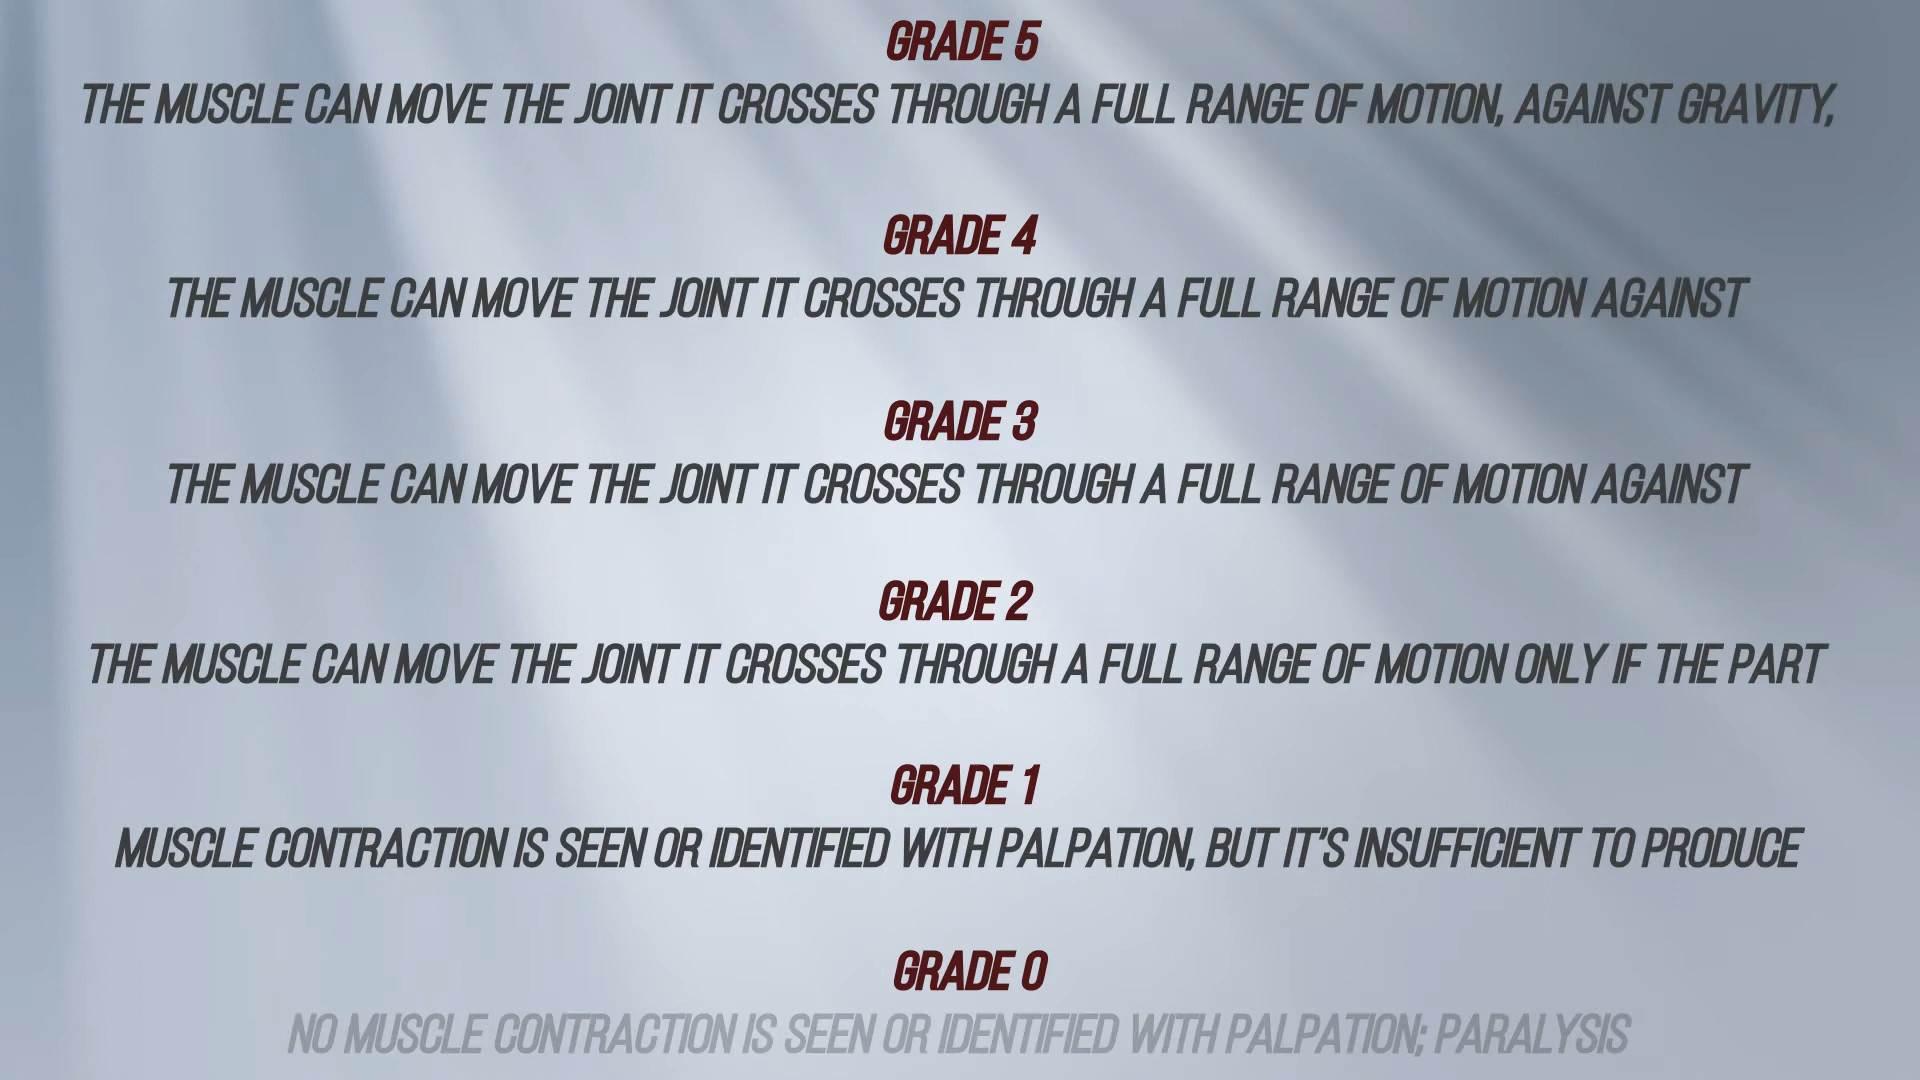 GRADE 5
THE MUSCLE CAN MOVE THE JOINT IT CROSSES THROUGH A FULL RANGE OF MOTION, AGAINST GRAVITY,
GRADE 4
THE MUSCLE CAN MOVE THE JOINT IT CROSSES THROUGH A FULL RANGE OF MOTION AGAINST
GRADE 3
THE MUSCLE CAN MOVE THE JOINT IT CROSSES THROUGH A FULL RANGE OF MOTION AGAINST
GRADE 2
THE MUSCLE CAN MOVE THE JOINT IT CROSSES THROUGH A FULL RANGE OF MOTION ONLY IF THE PART
GRADE 1
MUSCLE CONTRACTION IS SEEN OR IDENTIFIED WITH PALPATION, BUT IT'S INSUFFICIENT TO PRODUCE
GRADE 0
NO MUSCLE CONTRACTION IS SEEN OR IDENTIFIED WITH PALPATION; PARALYSIS